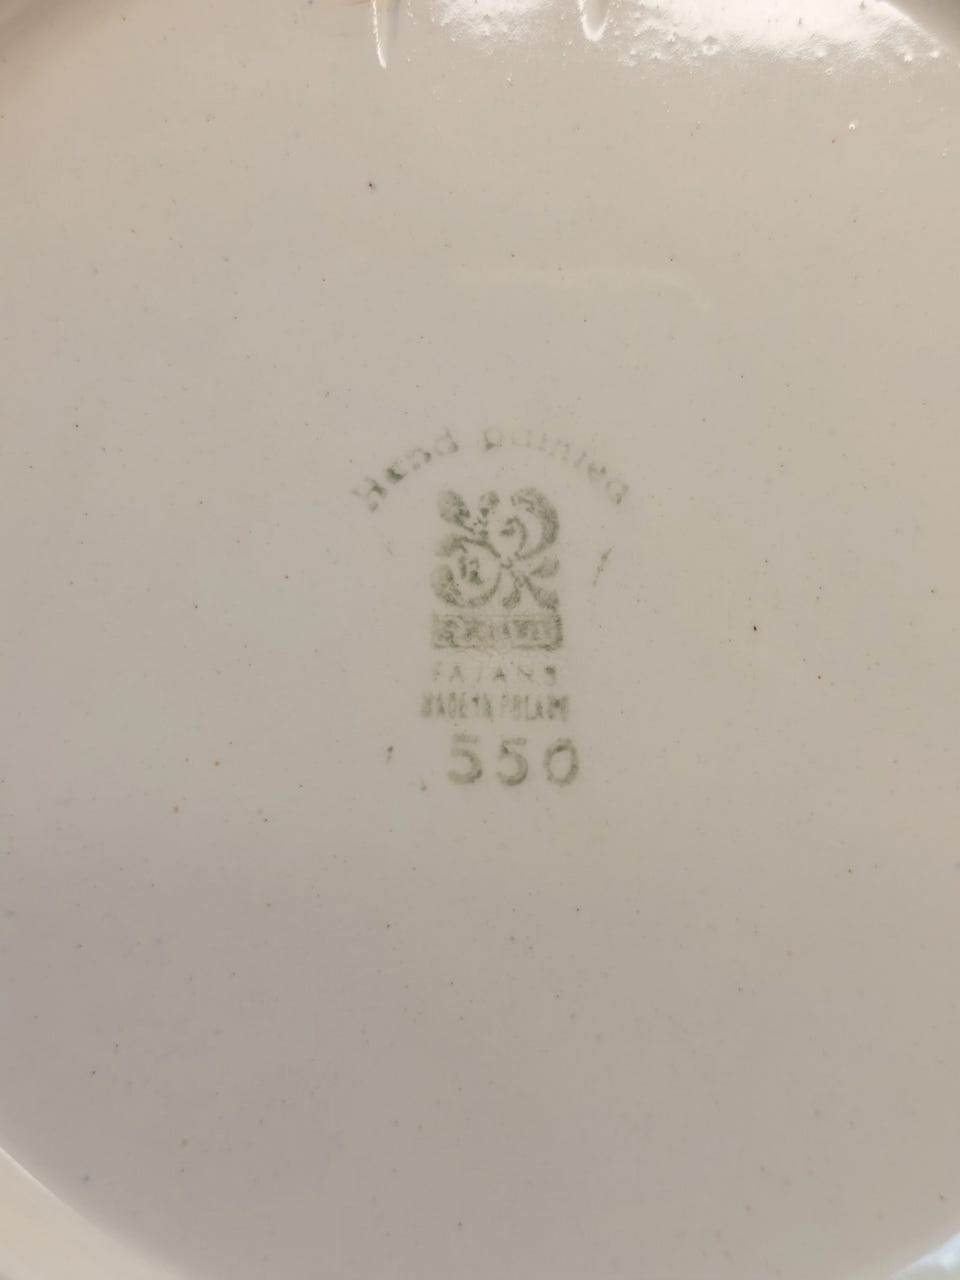 Hand painted
FAJANS
MADE IN POLAND
550